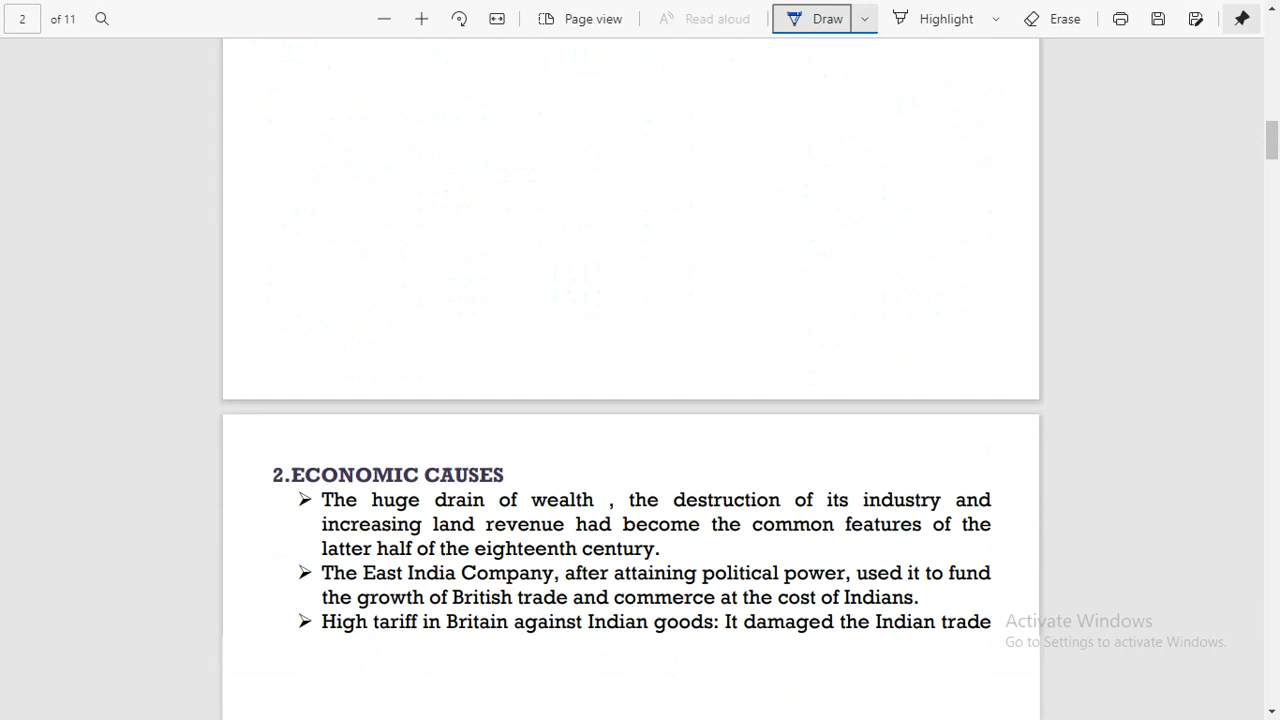 2 of 11 Page view Read aloud Draw Highlight Erase
2.ECONOMIC CAUSES
➢ The huge drain of wealth , the destruction of its industry and
increasing land revenue had become the common features of the
latter half of the eighteenth century.
➢ The East India Company, after attaining political power, used it to fund
the growth of British trade and commerce at the cost of Indians.
➢ High tariff in Britain against Indian goods: It damaged the Indian trade
Activate Windows
Go to Settings to activate Windows.